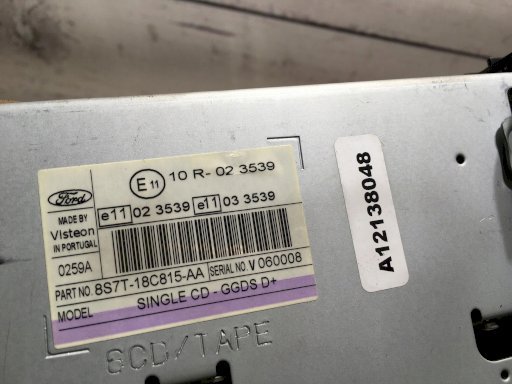 Ford
E11 10 R- 02 3539
MADE BY
Visteon
IN PORTUGAL
e11 02 3539 e11 03 3539
0259A
PART NO. 8S7T-18C815-AA SERIAL NO. V 060008
MODEL SINGLE CD - GGDS D+
A12138048
6CD/TAPE